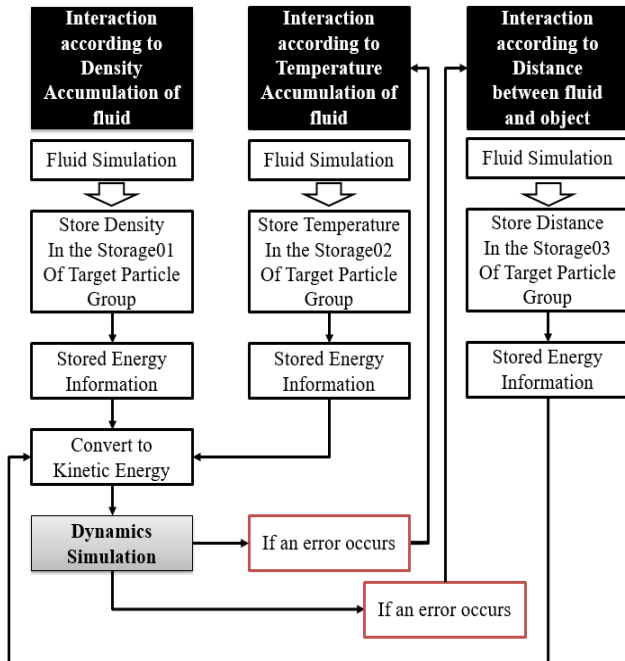 Interaction
according to
Density
Accumulation of
fluid
Interaction
according to
Temperature
Accumulation of
fluid
Interaction
according to
Distance
between fluid
and object
Fluid Simulation
Fluid Simulation
Fluid Simulation
Store Density
In the Storage01
Of Target Particle
Group
Store Temperature
In the Storage02
Of Target Particle
Group
Store Distance
In the Storage03
Of Target Particle
Group
Stored Energy
Information
Stored Energy
Information
Stored Energy
Information
Convert to
Kinetic Energy
Dynamics
Simulation
If an error occurs
If an error occurs